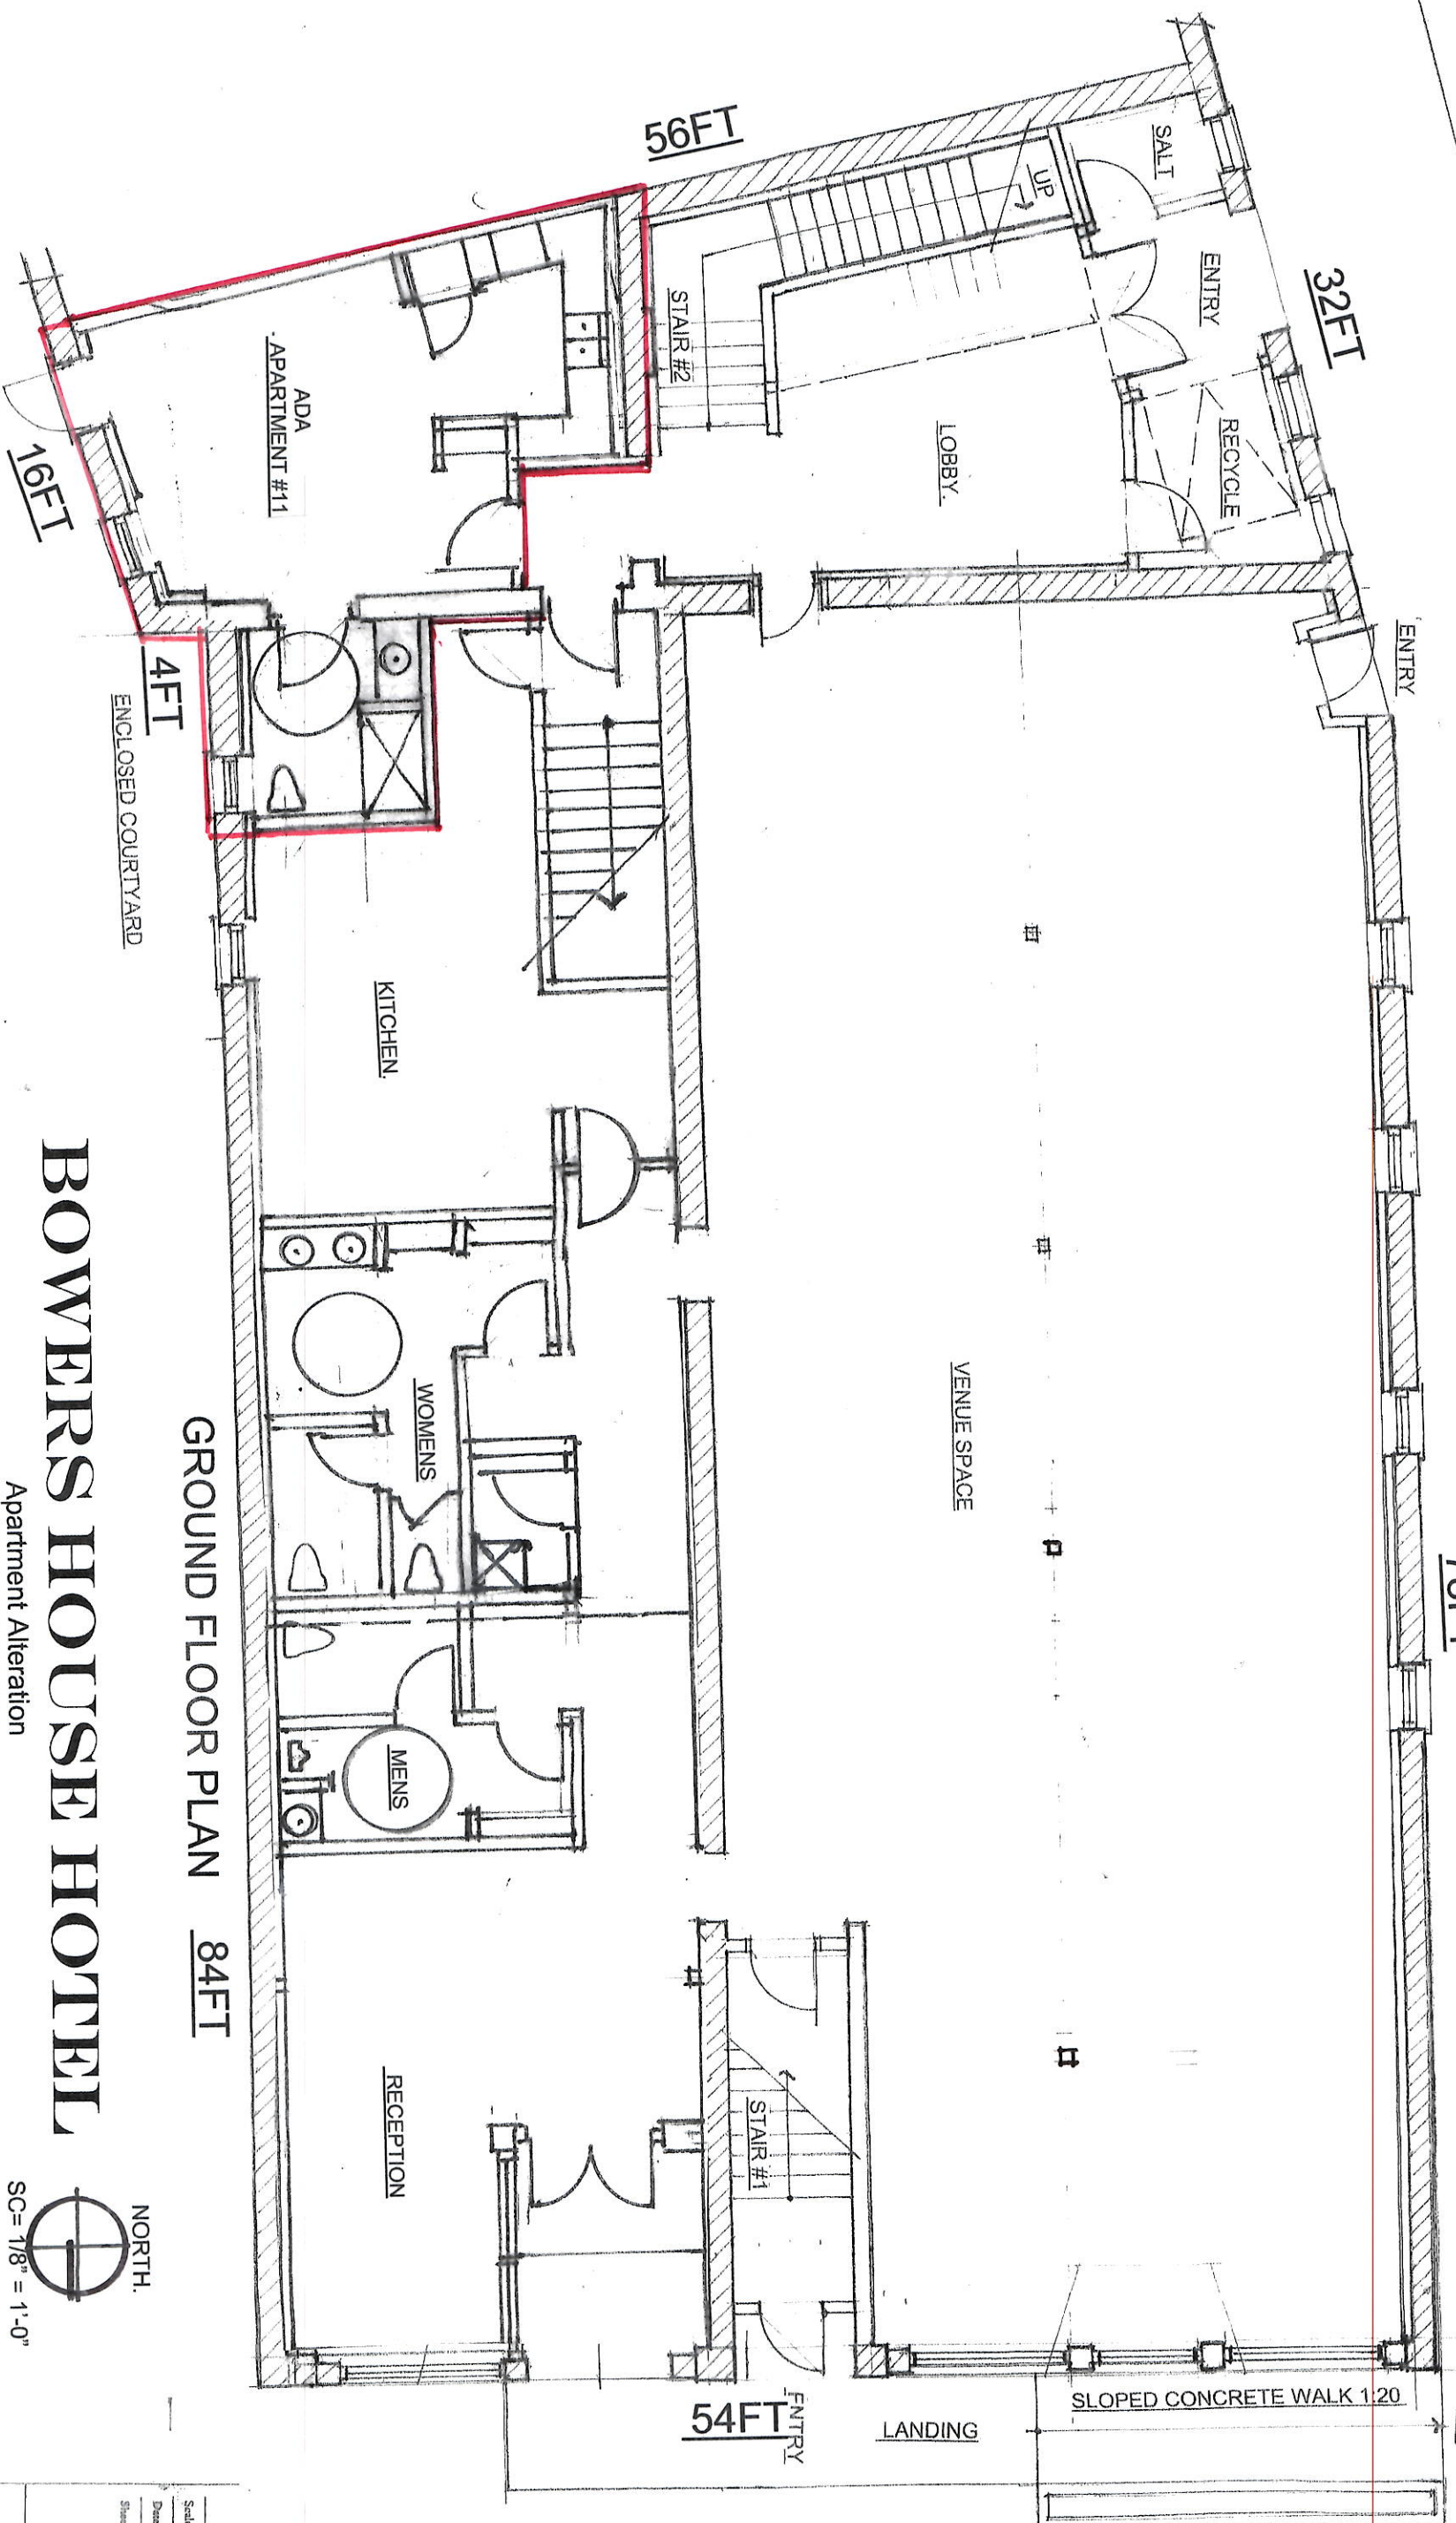 56FT
SALT
UP
ENTRY
32FT
STAIR #2
RECYCLE
LOBBY.
ADA
APARTMENT #11
16FT
4FT
ENCLOSED COURTYARD
ENTRY
KITCHEN.
VENUE SPACE
WOMENS
MENS
RECEPTION
STAIR #1
ENTRY
54FT
LANDING
SLOPED CONCRETE WALK 1:20
GROUND FLOOR PLAN 84FT
BOWERS HOUSE HOTEL
Apartment Alteration
NORTH.
SC= 1/8" = 1'-0"